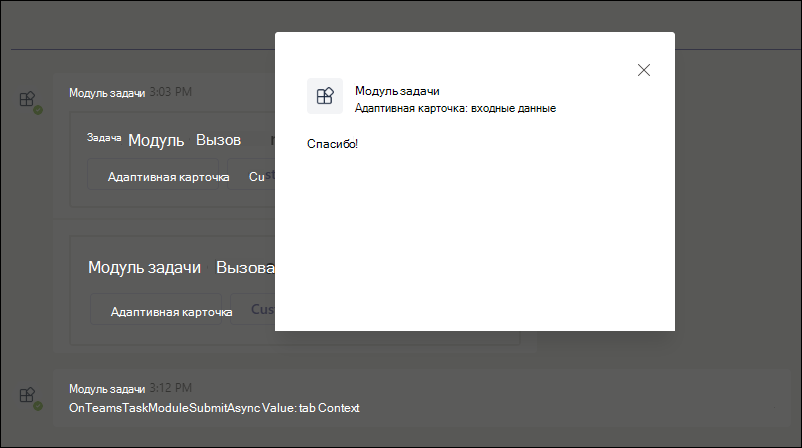 Модуль задачи 3:03 PM
Задача Модуль Вызов
Адаптивная карточка Cust
Модуль задачи Вызова
Адаптивная карточка Cus
Модуль задачи 3:12 PM
OnTeamsTaskModuleSubmitAsync Value: tab Context
Модуль задачи
Адаптивная карточка: входные данные
Спасибо!